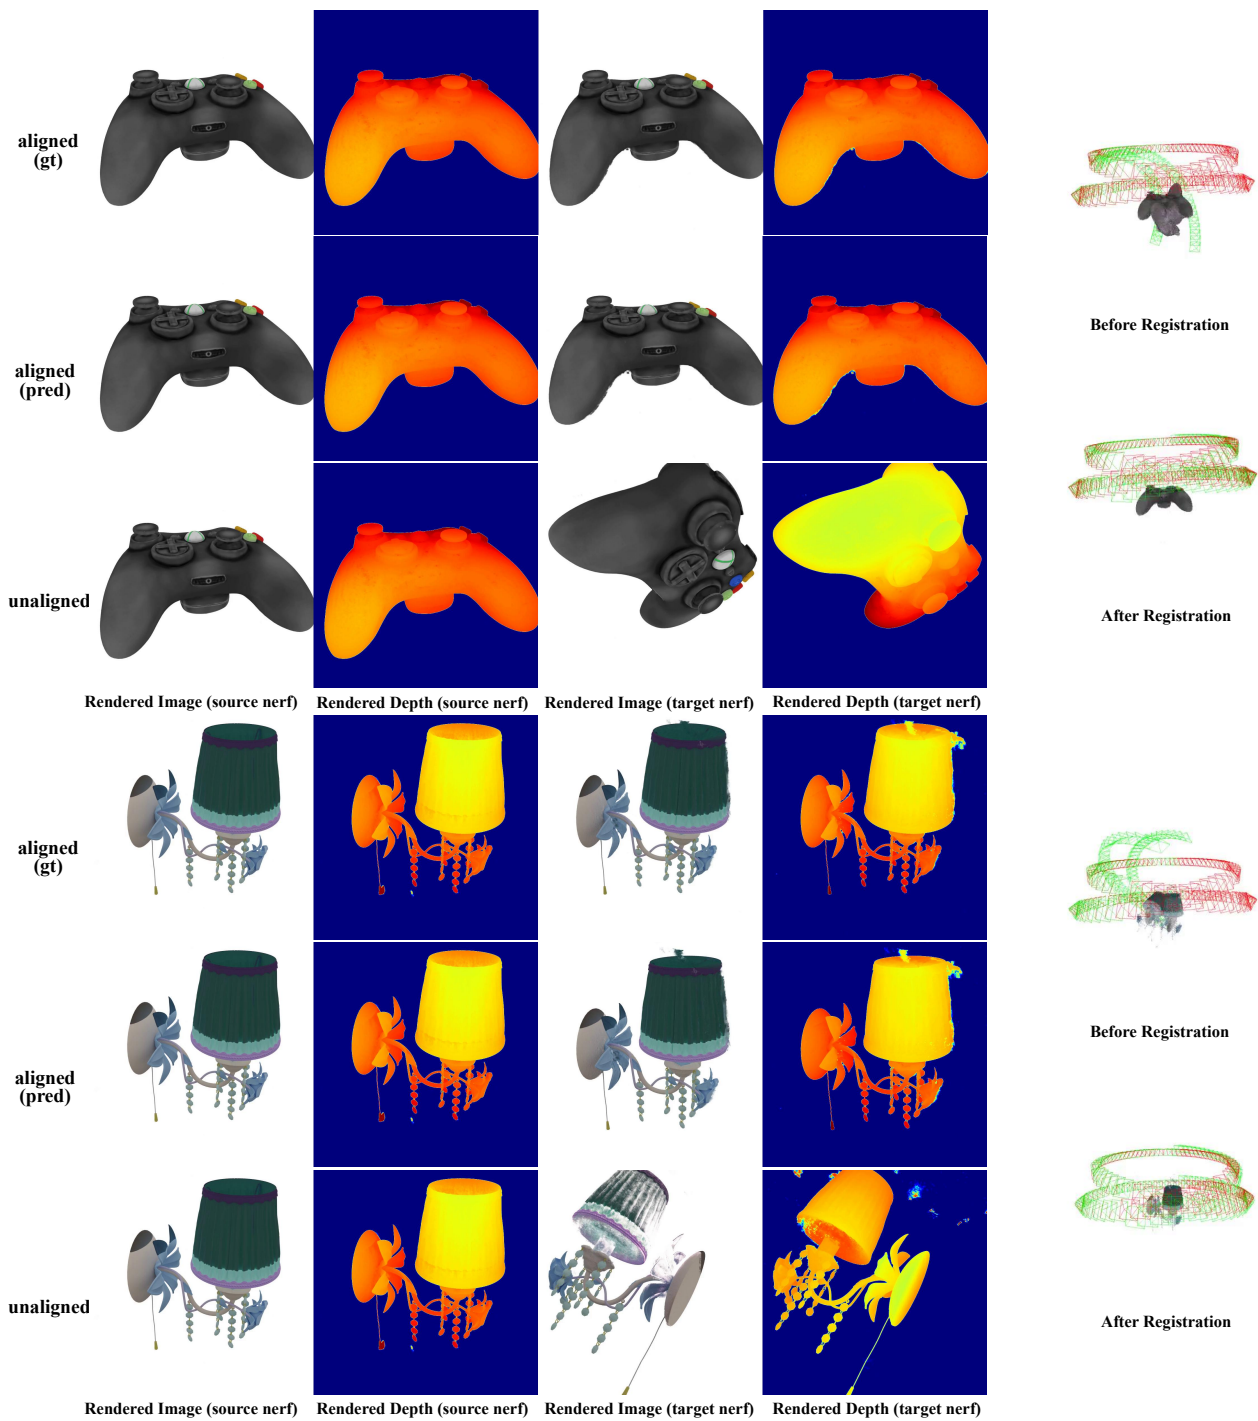 aligned
(gt)
Before Registration
aligned
(pred)
unaligned
After Registration
Rendered Image (source nerf) Rendered Depth (source nerf) Rendered Image (target nerf) Rendered Depth (target nerf)
aligned
(gt)
Before Registration
aligned
(pred)
unaligned
After Registration
Rendered Image (source nerf) Rendered Depth (source nerf) Rendered Image (target nerf) Rendered Depth (target nerf)